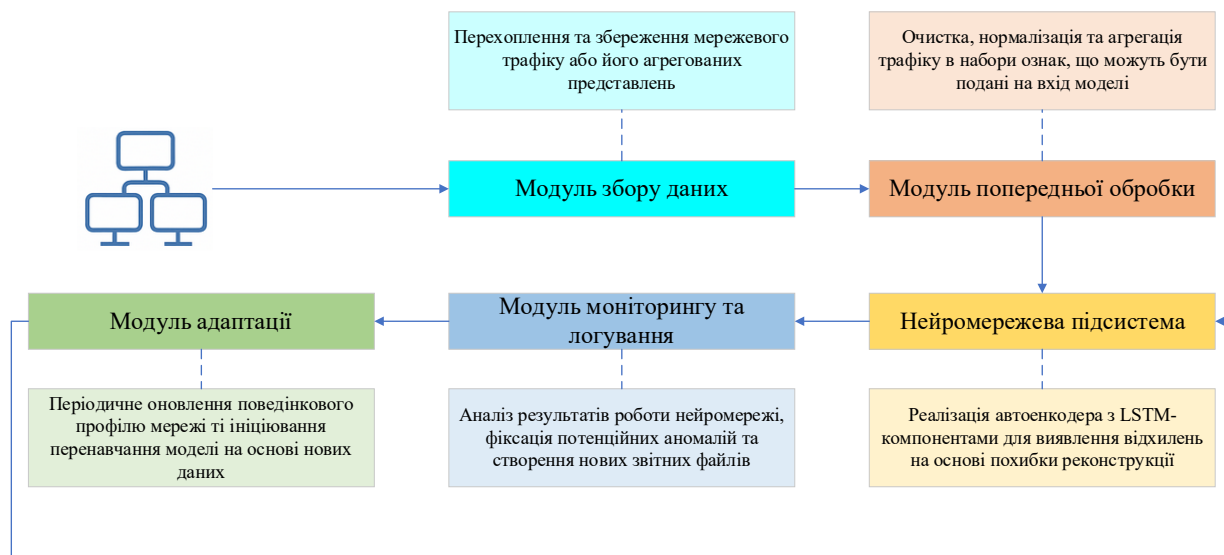 Перехоплення та збереження мережевого
трафіку або його агрегованих
представлень
Очистка, нормалізація та агрегація
трафіку в набори ознак, що можуть бути
подані на вхід моделі
Модуль збору даних
Модуль попередньої обробки
Модуль адаптації
Модуль моніторингу та
логування
Нейромережева підсистема
Періодичне оновлення поведінкового
профілю мережі ті ініціювання
перенавчання моделі на основі нових
даних
Аналіз результатів роботи нейромережі,
фіксація потенційних аномалій та
створення нових звітних файлів
Реалізація автоенкодера з LSTM-
компонентами для виявлення відхилень
на основі похибки реконструкції